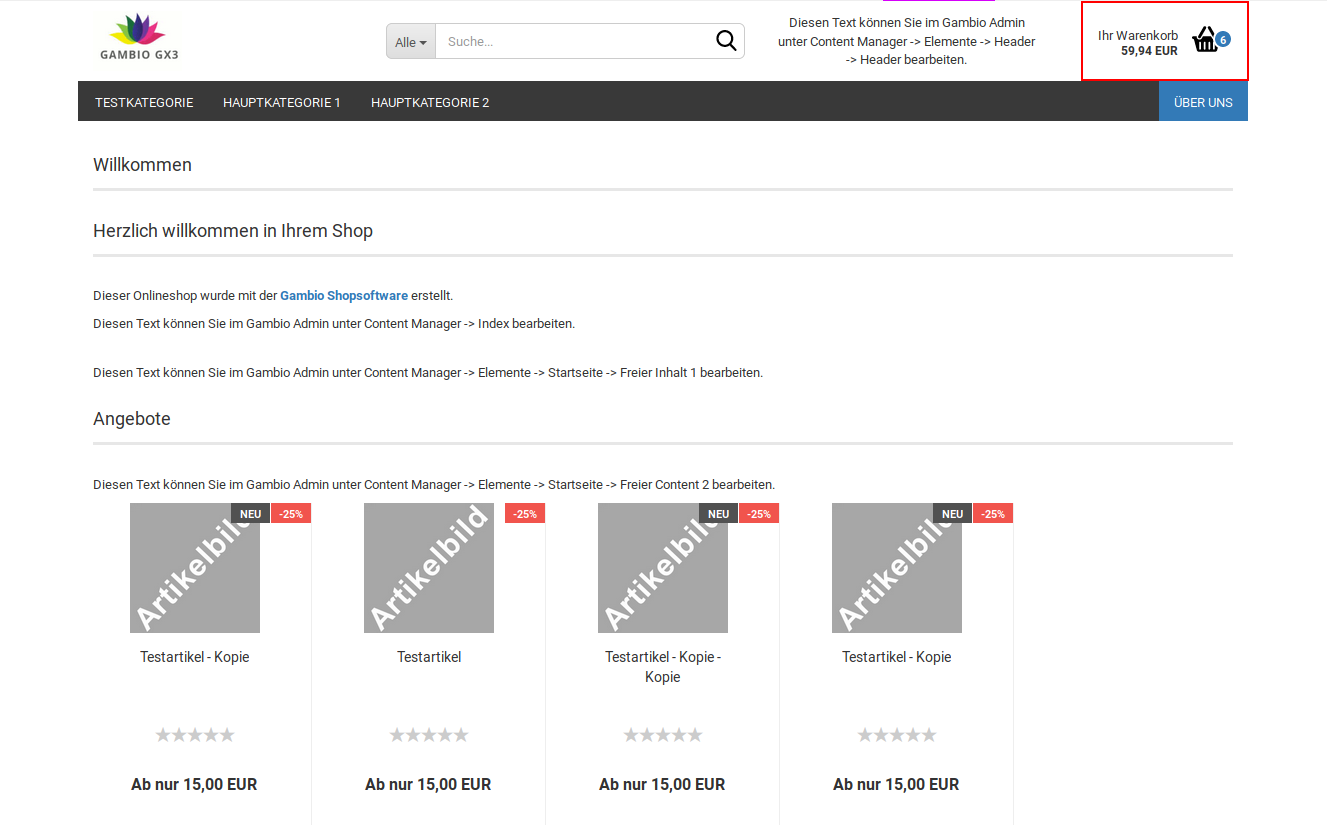 GAMBIO GX3
Alle
Suche...
Diesen Text können Sie im Gambio Admin
unter Content Manager -> Elemente -> Header
-> Header bearbeiten.
Ihr Warenkorb
59,94 EUR
6
TESTKATEGORIE HAUPTKATEGORIE 1 HAUPTKATEGORIE 2 ÜBER UNS
Willkommen
Herzlich willkommen in Ihrem Shop
Dieser Onlineshop wurde mit der Gambio Shopsoftware erstellt.
Diesen Text können Sie im Gambio Admin unter Content Manager -> Index bearbeiten.
Diesen Text können Sie im Gambio Admin unter Content Manager -> Elemente -> Startseite -> Freier Inhalt 1 bearbeiten.
Angebote
Diesen Text können Sie im Gambio Admin unter Content Manager -> Elemente -> Startseite -> Freier Content 2 bearbeiten.
NEU -25% -25% NEU -25% NEU -25%
Artikelbild Artikelbild Artikelbild Artikelbild
Testartikel - Kopie Testartikel Testartikel - Kopie - Testartikel - Kopie
Kopie
Ab nur 15,00 EUR Ab nur 15,00 EUR Ab nur 15,00 EUR Ab nur 15,00 EUR